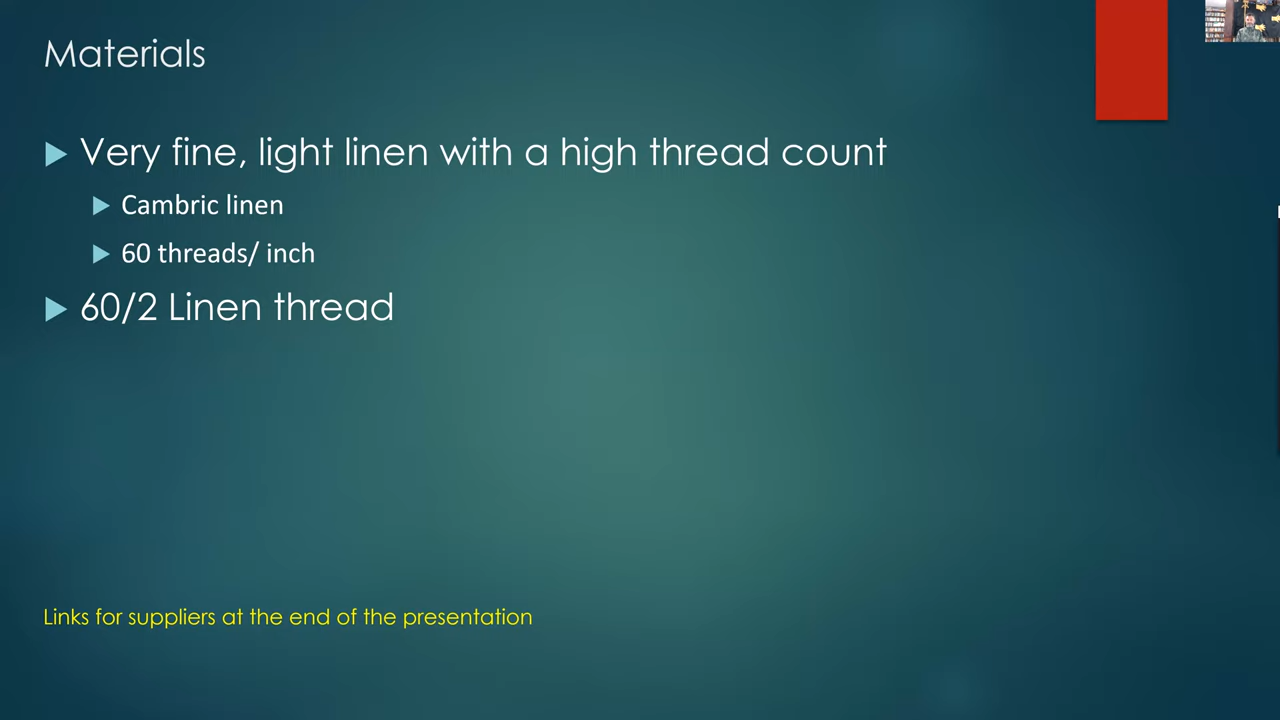 Materials
Very fine, light linen with a high thread count
Cambric linen
60 threads/ inch
60/2 Linen thread
Links for suppliers at the end of the presentation